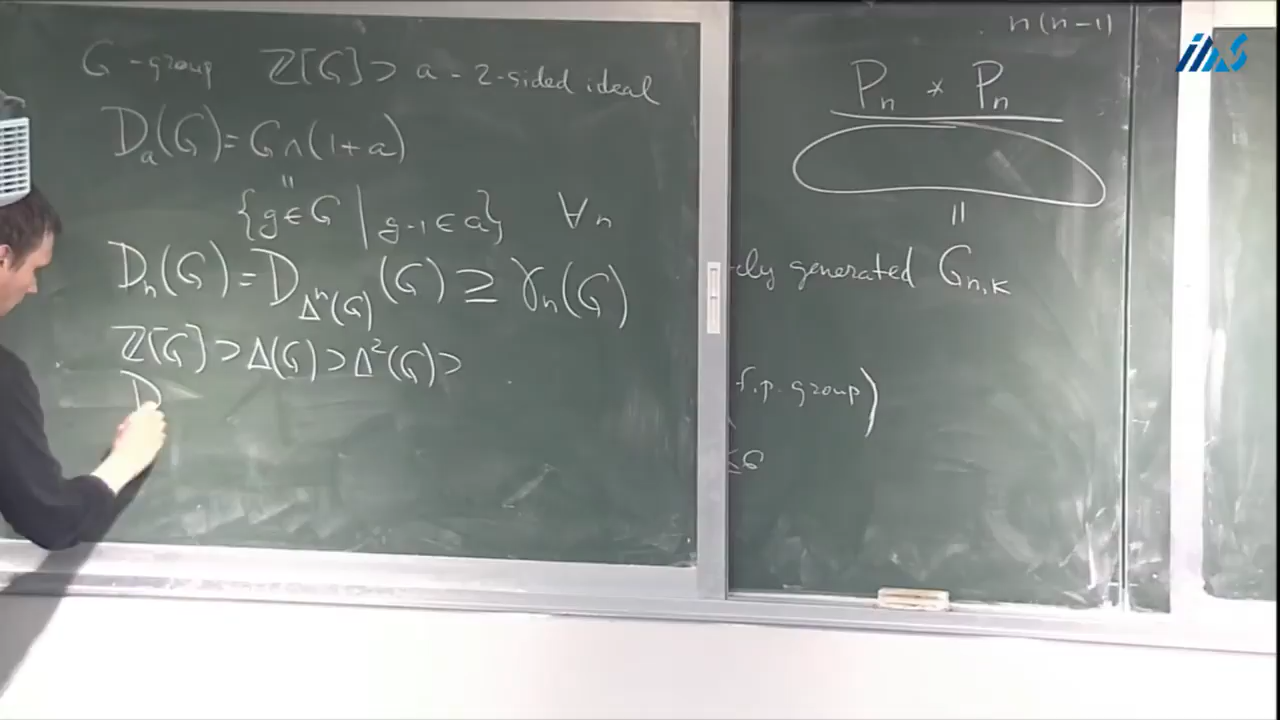 G - group ℤ[G] > a - 2-sided ideal
D_a(G) = G ∩ (1 + a)
=
{g ∈ G | g-1 ∈ a} ∀n
D_n(G) = D_{Δ^n(G)}(G) ≥ γ_n(G)
ℤ[G] > Δ(G) > Δ²(G) >
D
n(n-1)
P_n * P_n
=
ely generated G_{n,k}
f.p. group)
≤6
ihes